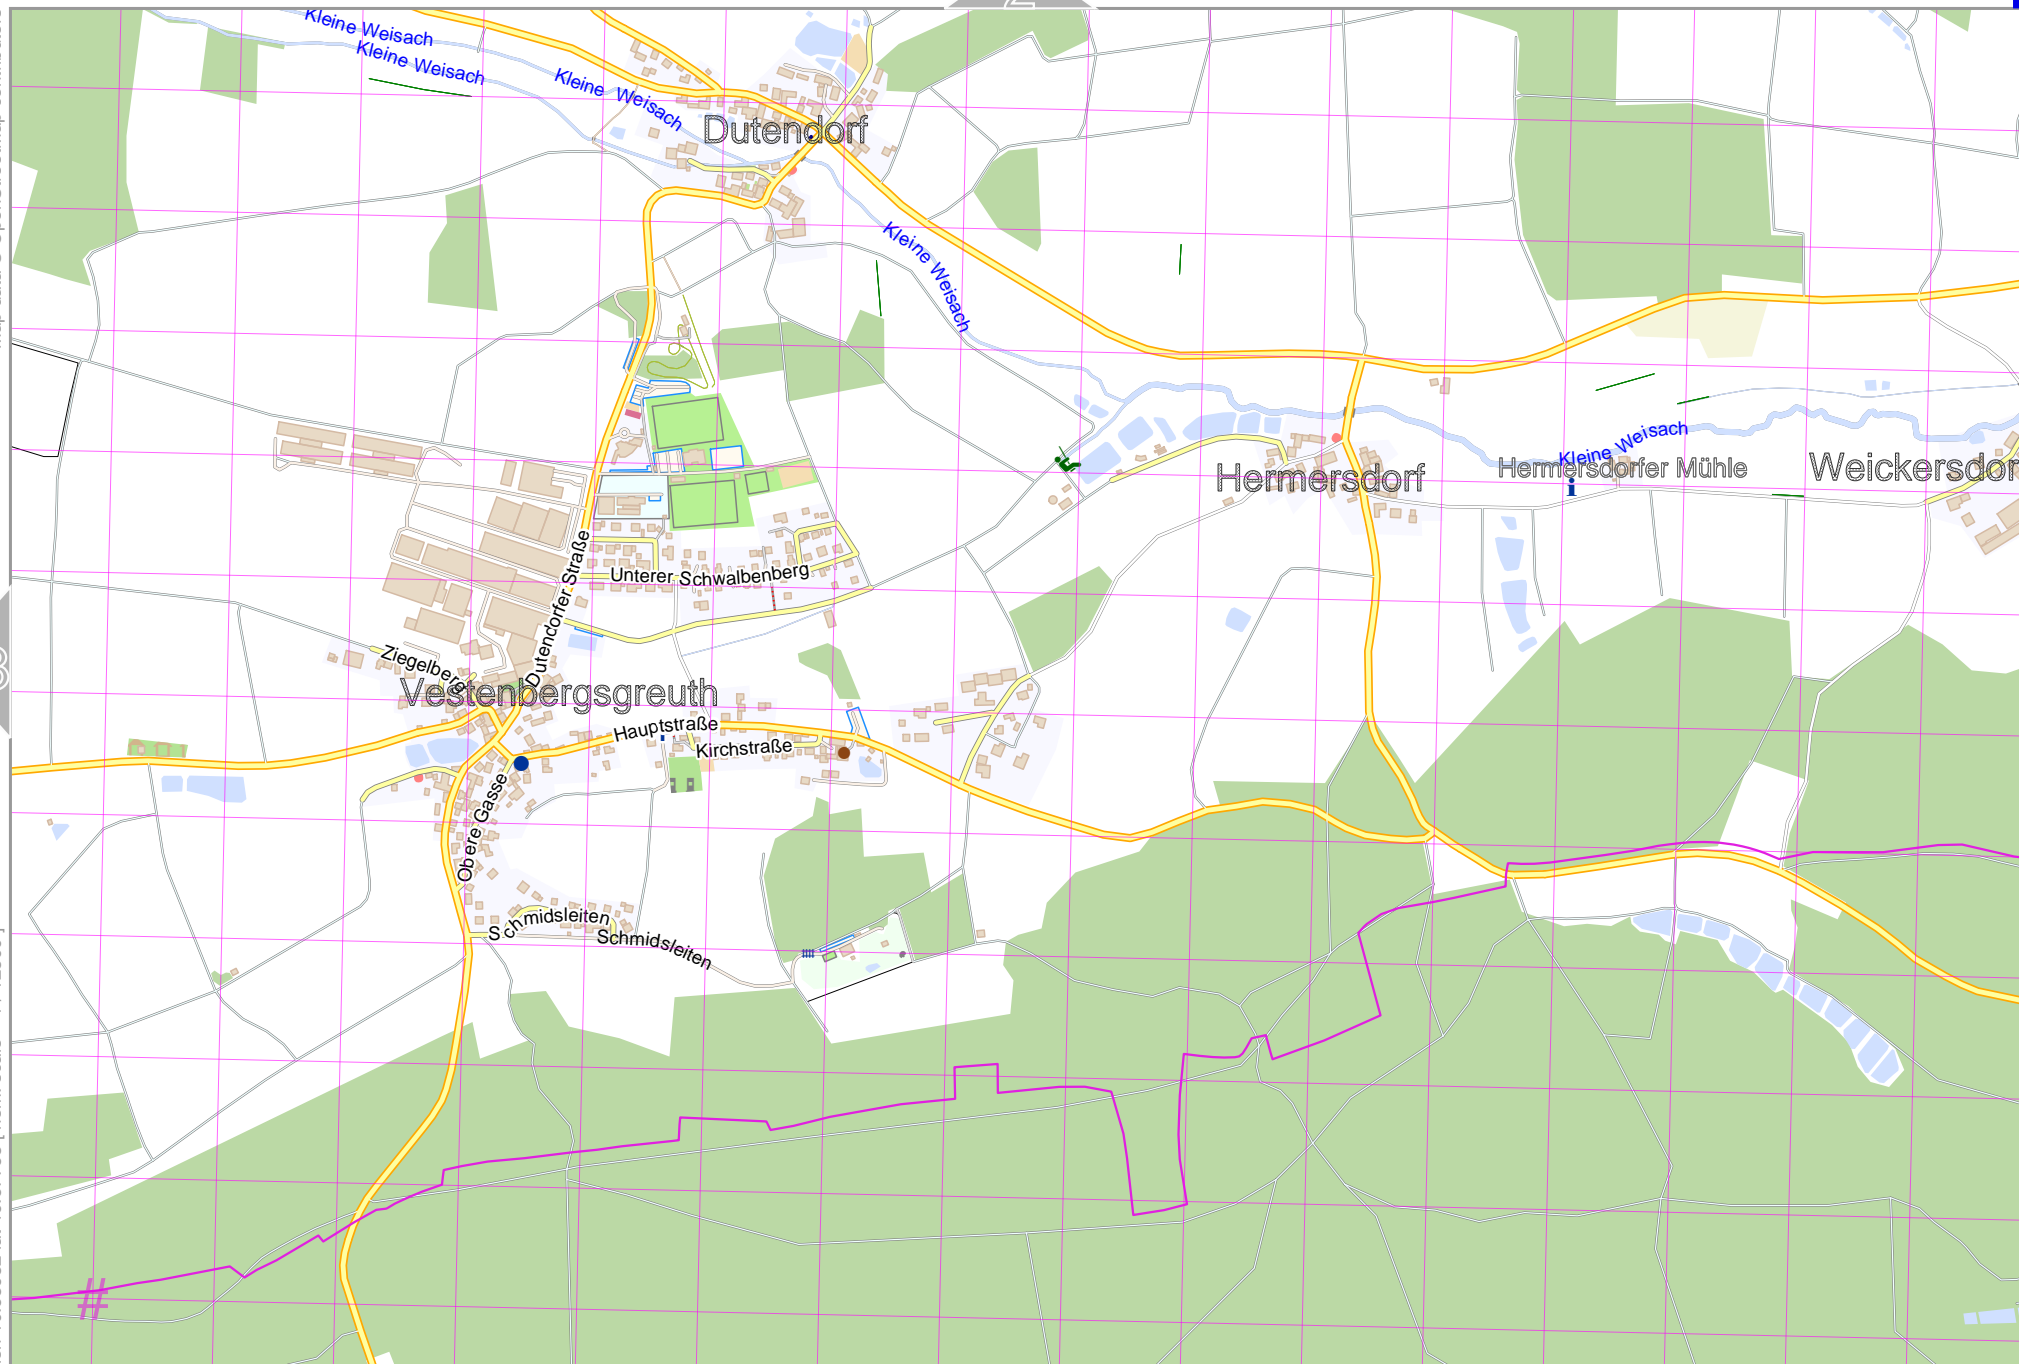 Kleine Weisach
Kleine Weisach
Kleine Weisach
Dutendorf
Kleine Weisach
Kleine Weisach
Hermersdorf
Hermersdorfer Mühle
Weickersdor
Dutendorfer Straße
Unterer Schwalbenberg
Ziegelberg
Vestenbergsgreuth
Hauptstraße
Kirchstraße
Obere Gasse
Schmidsleiten
Schmidsleiten
#